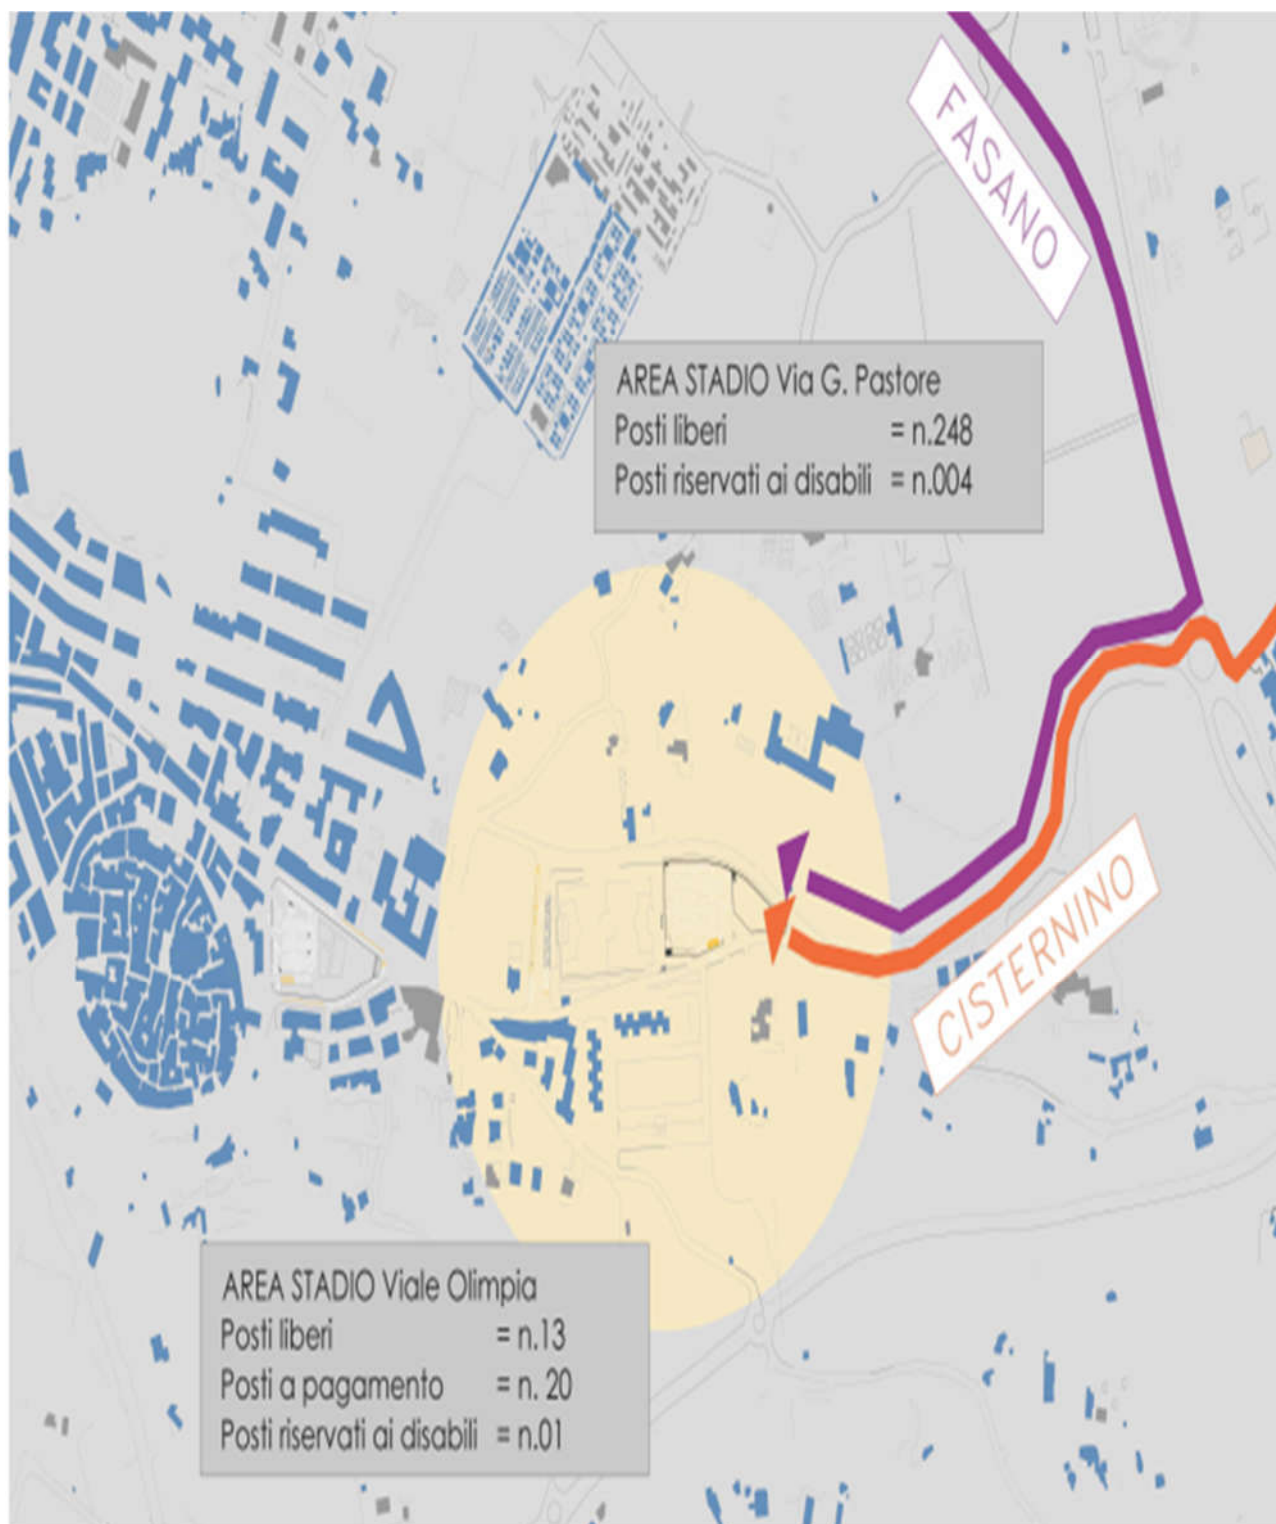 FASANO
AREA STADIO Via G. Pastore
Posti liberi = n.248
Posti riservati ai disabili = n.004
CISTERNINO
AREA STADIO Viale Olimpia
Posti liberi = n.13
Posti a pagamento = n. 20
Posti riservati ai disabili = n.01